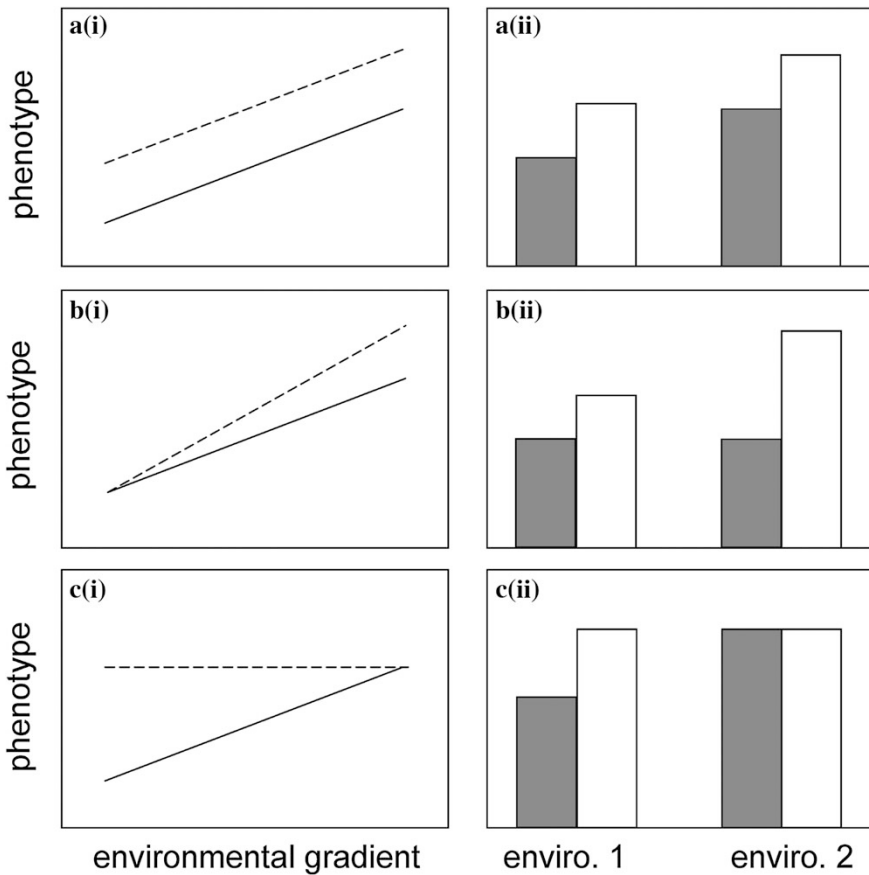 a(i)
a(ii)
phenotype
b(i)
b(ii)
phenotype
c(i)
c(ii)
phenotype
environmental gradient
enviro. 1
enviro. 2